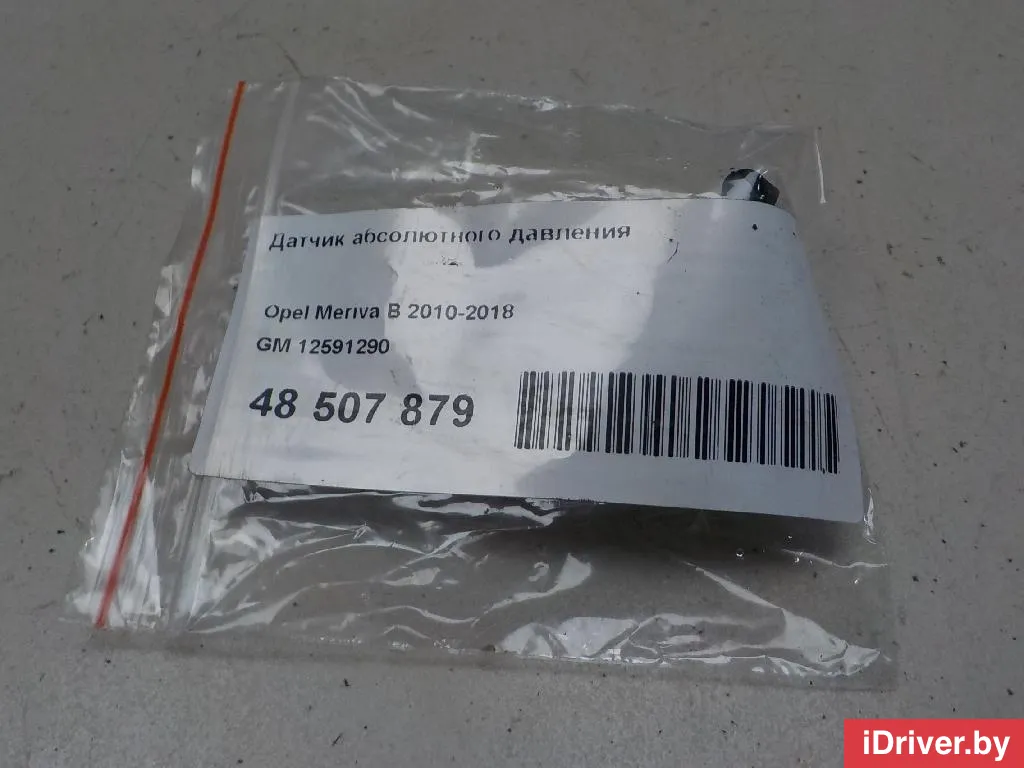 Датчик абсолютного давления
Opel Meriva B 2010-2018
GM 12591290
48 507 879
iDriver.by